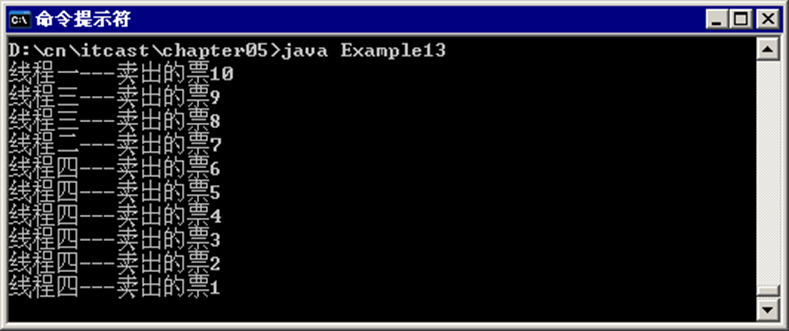 命令提示符
D:\cn\itcast\chapter05>java Example13
线程一---卖出的票10
线程三---卖出的票9
线程三---卖出的票8
线程二---卖出的票7
线程四---卖出的票6
线程四---卖出的票5
线程四---卖出的票4
线程四---卖出的票3
线程四---卖出的票2
线程四---卖出的票1